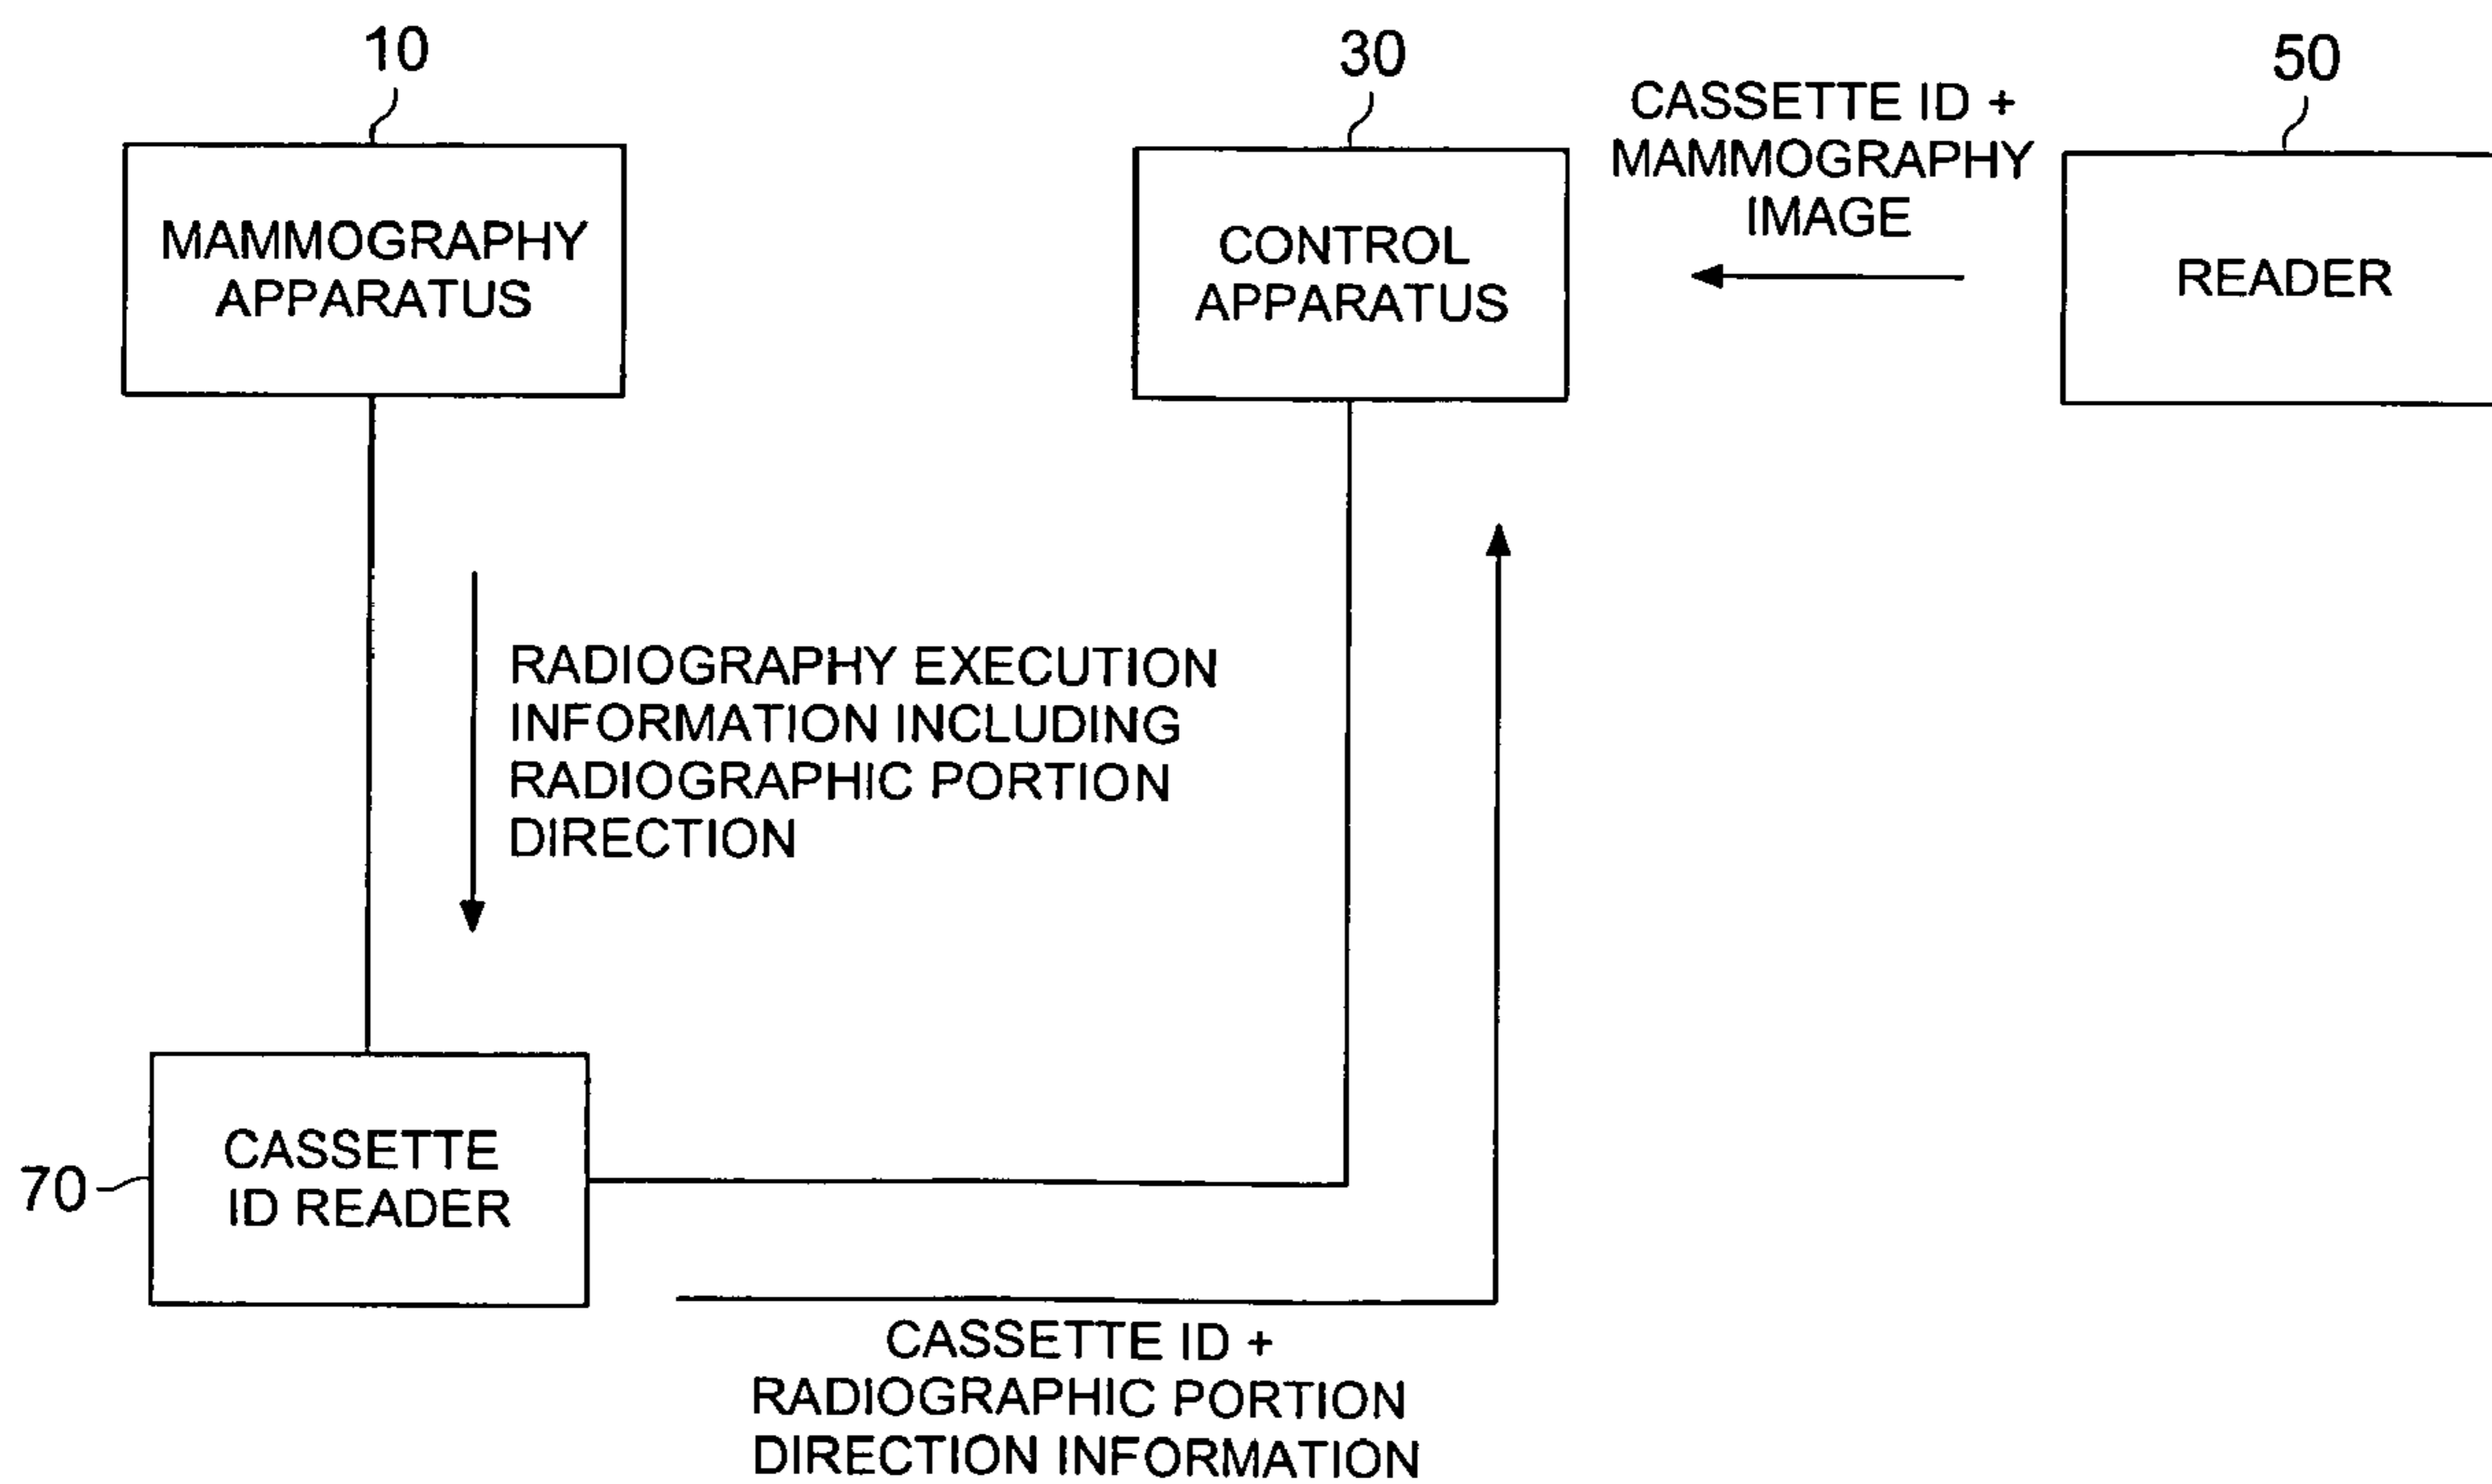 10
30
50
CASSETTE ID +
MAMMOGRAPHY
IMAGE
MAMMOGRAPHY
APPARATUS
CONTROL
APPARATUS
READER
RADIOGRAPHY EXECUTION
INFORMATION INCLUDING
RADIOGRAPHIC PORTION
DIRECTION
70
CASSETTE
ID READER
CASSETTE ID +
RADIOGRAPHIC PORTION
DIRECTION INFORMATION